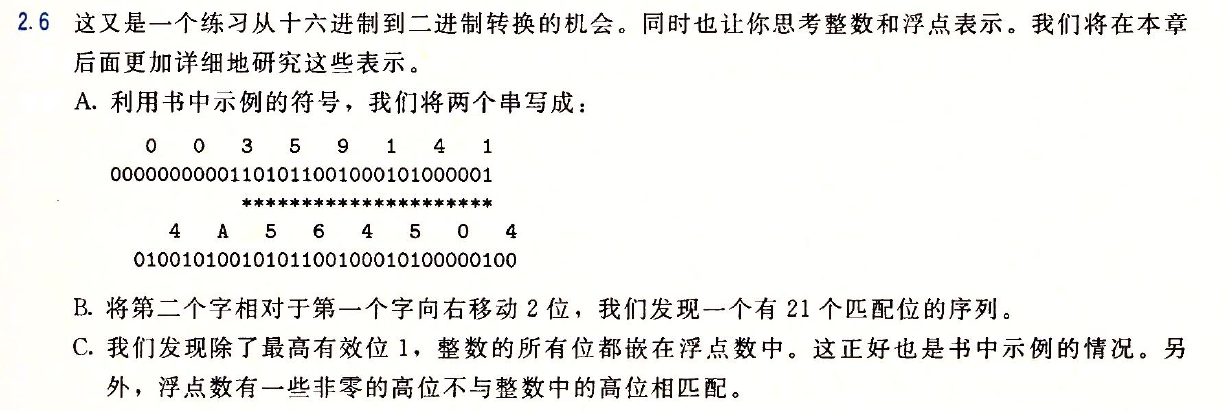 2.6 这又是一个练习从十六进制到二进制转换的机会。同时也让你思考整数和浮点表示。我们将在本章
后面更加详细地研究这些表示。
A. 利用书中示例的符号，我们将两个串写成：
0 0 3 5 9 1 4 1
00000000001101011001000101000001
*********************
4 A 5 6 4 5 0 4
01001010010101100100010100000100
B. 将第二个字相对于第一个字向右移动 2 位，我们发现一个有 21 个匹配位的序列。
C. 我们发现除了最高有效位 1，整数的所有位都嵌在浮点数中。这正好也是书中示例的情况。另
外，浮点数有一些非零的高位不与整数中的高位相匹配。